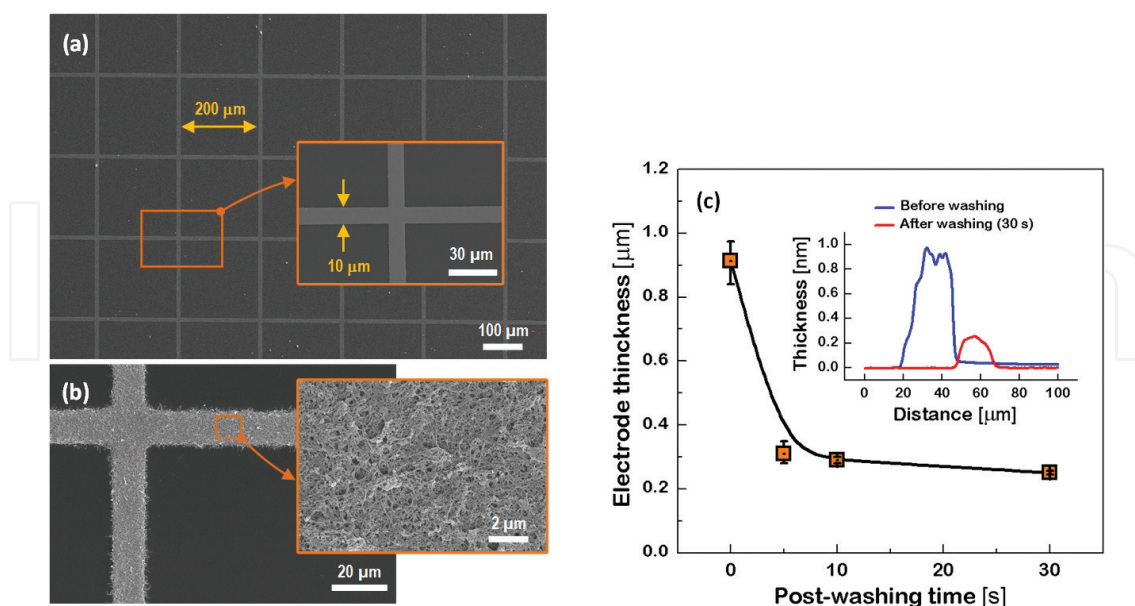 (a)
200 µm
10 µm
30 µm
100 µm
(b)
2 µm
20 µm
(c)
Electrode thinckness [µm]
1.2
1.0
0.8
0.6
0.4
0.2
0.0
0
10
20
30
Post-washing time [s]
Before washing
After washing (30 s)
Thickness [nm]
1.0
0.8
0.6
0.4
0.2
0.0
0 20 40 60 80 100
Distance [µm]